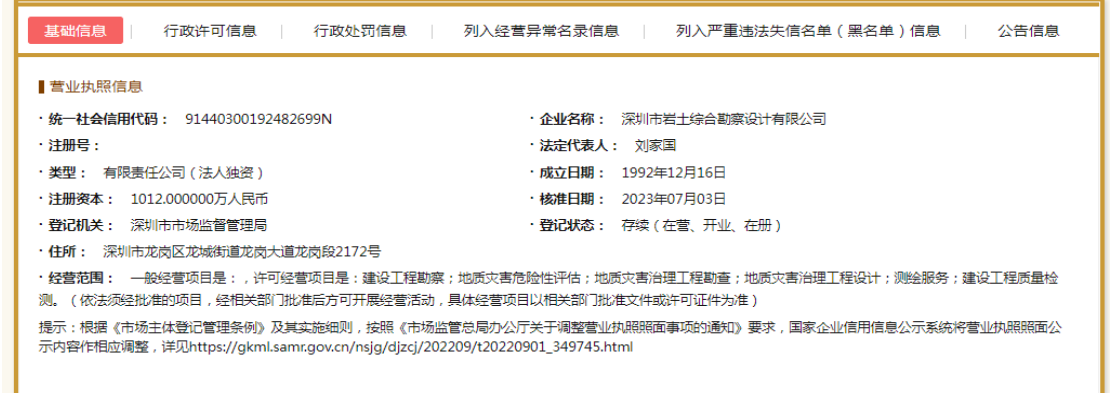 基础信息 行政许可信息 行政处罚信息 列入经营异常名录信息 列入严重违法失信名单（黑名单）信息 公告信息
营业执照信息
· 统一社会信用代码： 91440300192482699N · 企业名称： 深圳市岩土综合勘察设计有限公司
· 注册号： · 法定代表人： 刘家国
· 类型： 有限责任公司（法人独资） · 成立日期： 1992年12月16日
· 注册资本： 1012.000000万人民币 · 核准日期： 2023年07月03日
· 登记机关： 深圳市市场监督管理局 · 登记状态： 存续（在营、开业、在册）
· 住所： 深圳市龙岗区龙城街道龙岗大道龙岗段2172号
· 经营范围： 一般经营项目是：，许可经营项目是：建设工程勘察；地质灾害危险性评估；地质灾害治理工程勘查；地质灾害治理工程设计；测绘服务；建设工程质量检
测。（依法须经批准的项目，经相关部门批准后方可开展经营活动，具体经营项目以相关部门批准文件或许可证件为准）
提示：根据《市场主体登记管理条例》及其实施细则，按照《市场监管总局办公厅关于调整营业执照照面事项的通知》要求，国家企业信用信息公示系统将营业执照照面公
示内容作相应调整，详见https://gkml.samr.gov.cn/nsjg/djzcj/202209/t20220901_349745.html